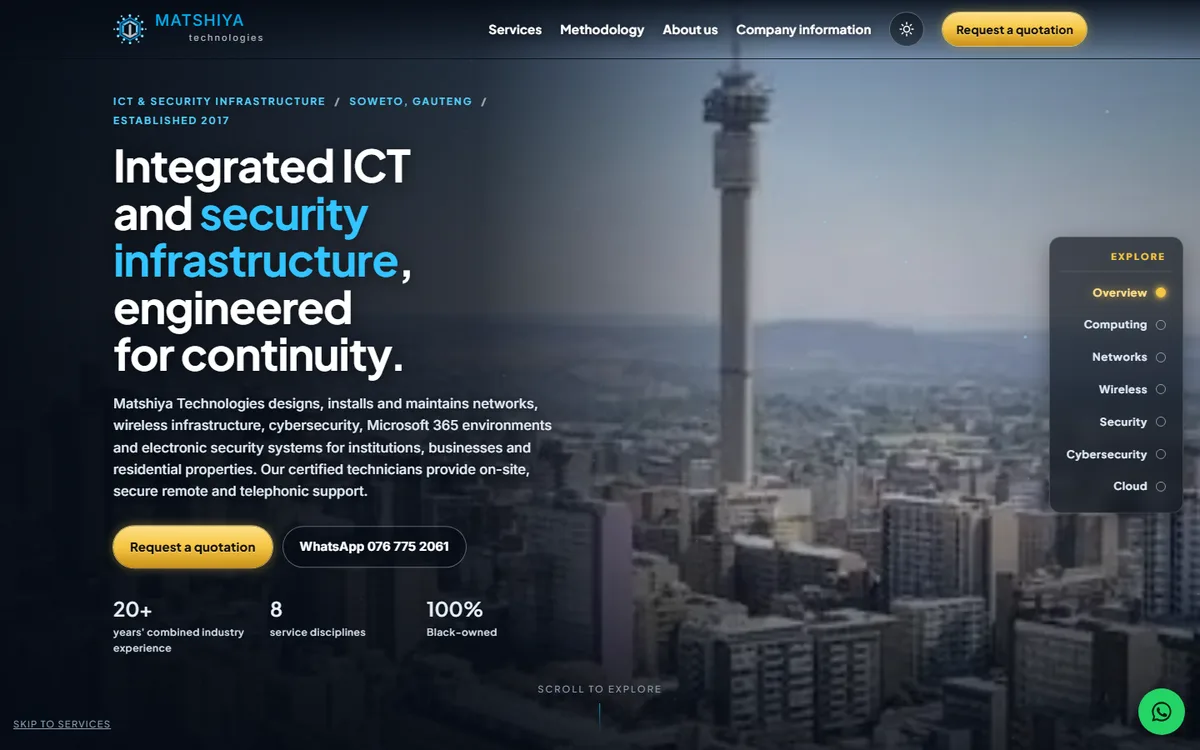 MATSHIYA
technologies
Services Methodology About us Company information Request a quotation
ICT & SECURITY INFRASTRUCTURE / SOWETO, GAUTENG /
ESTABLISHED 2017
Integrated ICT
and security
infrastructure,
engineered
for continuity.
Matshiya Technologies designs, installs and maintains networks,
wireless infrastructure, cybersecurity, Microsoft 365 environments
and electronic security systems for institutions, businesses and
residential properties. Our certified technicians provide on-site,
secure remote and telephonic support.
Request a quotation WhatsApp 076 775 2061
20+
years' combined industry
experience
8
service disciplines
100%
Black-owned
EXPLORE
Overview
Computing
Networks
Wireless
Security
Cybersecurity
Cloud
SCROLL TO EXPLORE
SKIP TO SERVICES